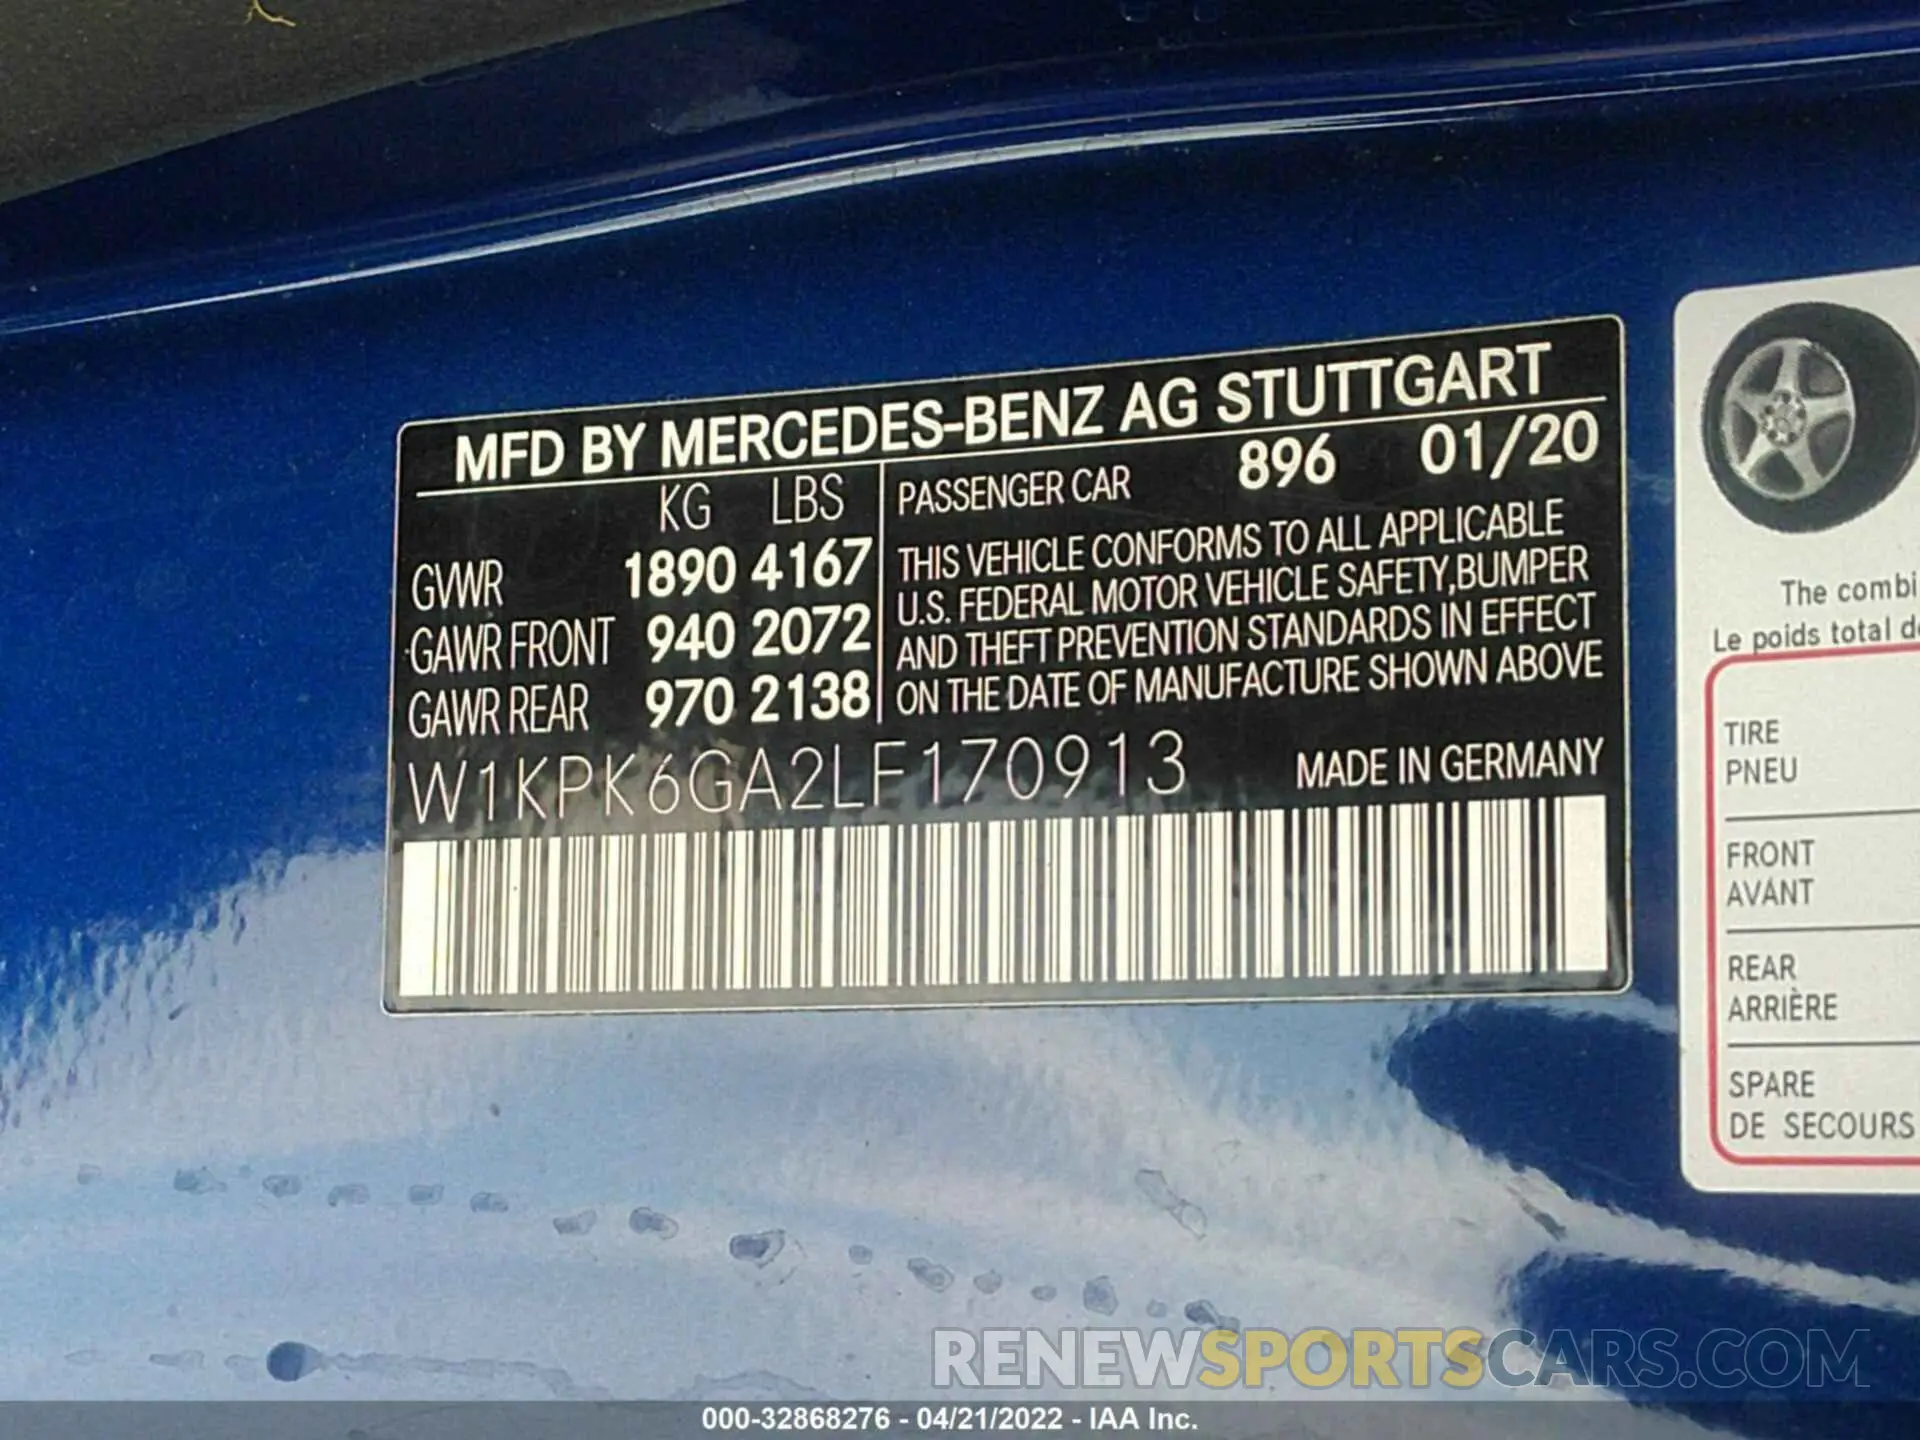 MFD BY MERCEDES-BENZ AG STUTTGART
KG LBS
GVWR 1890 4167
GAWR FRONT 940 2072
GAWR REAR 970 2138
PASSENGER CAR 896 01/20
THIS VEHICLE CONFORMS TO ALL APPLICABLE
U.S. FEDERAL MOTOR VEHICLE SAFETY,BUMPER
AND THEFT PREVENTION STANDARDS IN EFFECT
ON THE DATE OF MANUFACTURE SHOWN ABOVE
W1KPK6GA2LF170913
MADE IN GERMANY
The combi
Le poids total d
TIRE
PNEU
FRONT
AVANT
REAR
ARRIÈRE
SPARE
DE SECOURS
RENEWSPORTSCARS.COM
000-32868276 - 04/21/2022 - IAA Inc.